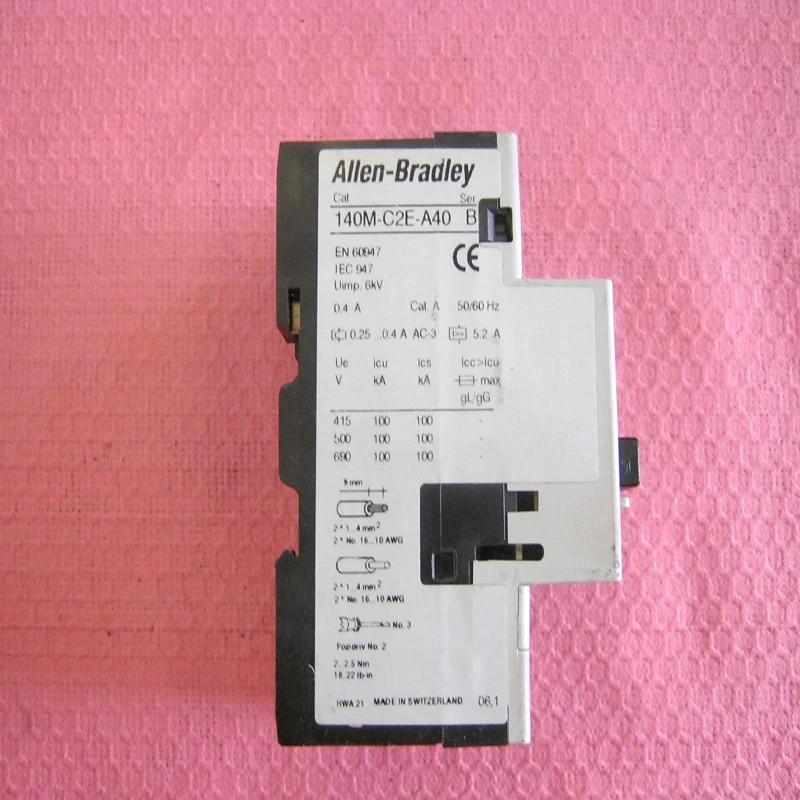 Allen-Bradley
Cat Ser
140M-C2E-A40 B
EN 60947 CE
IEC 947
Uimp. 6kV
0.4 A Cat. A 50/60 Hz
0.25 ...0.4 A AC-3 5.2 A
Ue Icu Ics Icc>Icu
V kA kA max
gL/gG
415 100 100 -
500 100 100 -
690 100 100 -
9 mm
2 * 1...4 mm²
2 * No. 16...10 AWG
2 * 1...4 mm²
2 * No. 16...10 AWG
No. 3
Pozidriv No. 2
2...2.5 Nm
18..22 lb-in
HWA 21 MADE IN SWITZERLAND 06,1